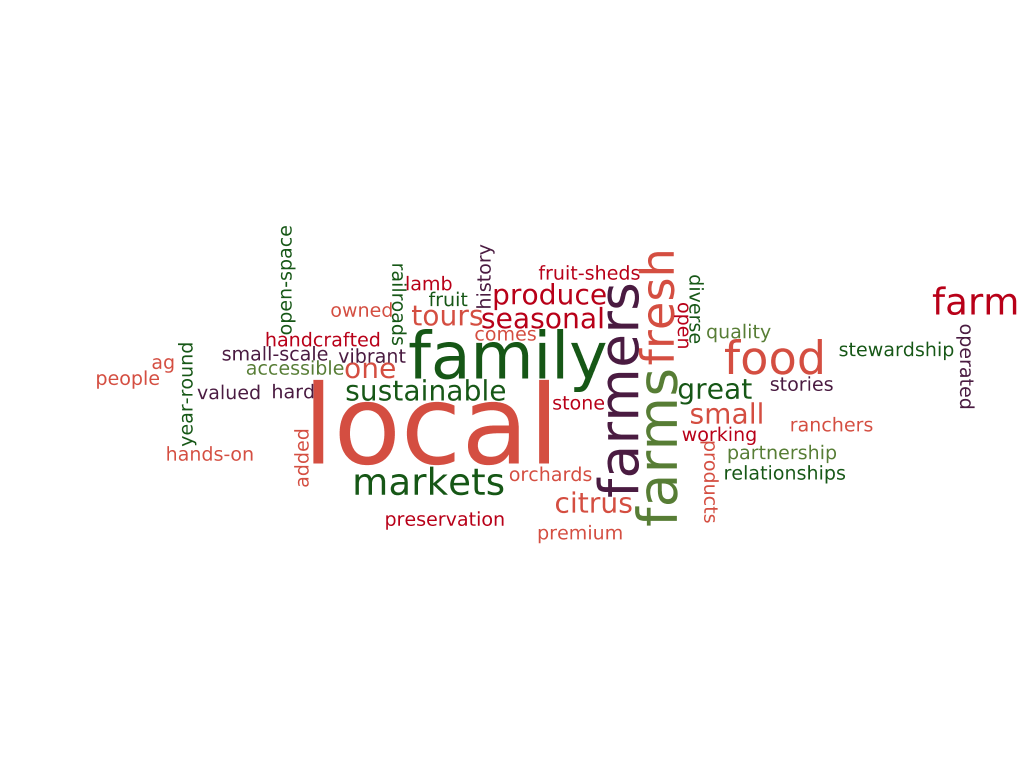 open-space
history
railroads
lamb
fruit-sheds
fresh
fruit
produce
diverse
farm
owned
tours
seasonal
open
comes
quality
operated
handcrafted
small-scale
vibrant
family
farmers
food
stewardship
ag
accessible
one
people
year-round
valued
hard
sustainable
great
stories
stone
farms
local
small
ranchers
working
hands-on
added
partnership
markets
orchards
products
relationships
citrus
preservation
premium